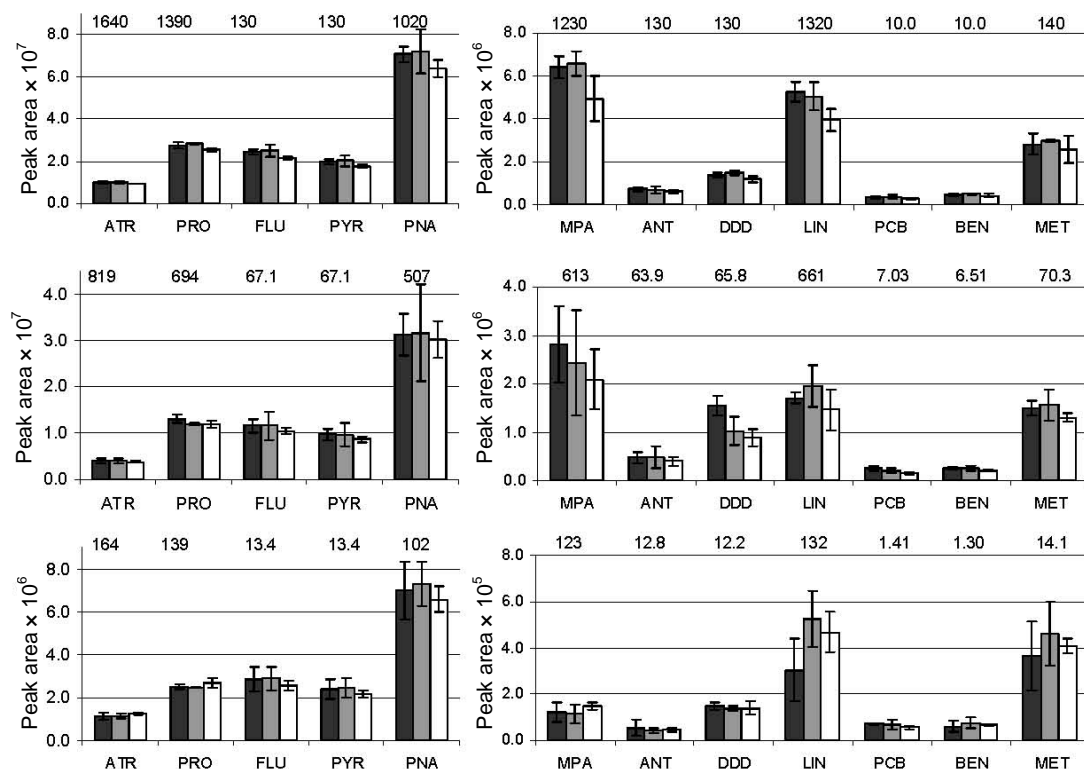 1640 1390 130 130 1020
Peak area × 10⁷
8.0
6.0
4.0
2.0
0.0
ATR PRO FLU PYR PNA
1230 130 130 1320 10.0 10.0 140
Peak area × 10⁶
8.0
6.0
4.0
2.0
0.0
MPA ANT DDD LIN PCB BEN MET
819 694 67.1 67.1 507
Peak area × 10⁷
4.0
3.0
2.0
1.0
0.0
ATR PRO FLU PYR PNA
613 63.9 65.8 661 7.03 6.51 70.3
Peak area × 10⁶
4.0
3.0
2.0
1.0
0.0
MPA ANT DDD LIN PCB BEN MET
164 139 13.4 13.4 102
Peak area × 10⁶
8.0
6.0
4.0
2.0
0.0
ATR PRO FLU PYR PNA
123 12.8 12.2 132 1.41 1.30 14.1
Peak area × 10⁵
8.0
6.0
4.0
2.0
0.0
MPA ANT DDD LIN PCB BEN MET